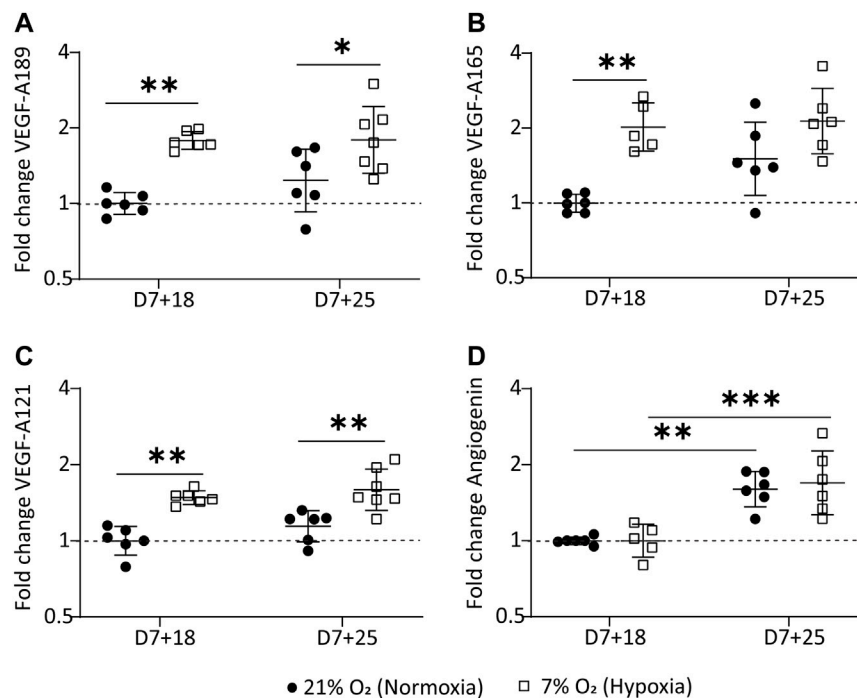 A
Fold change VEGF-A189
4
2
1
0.5
**
*
D7+18
D7+25
B
Fold change VEGF-A165
4
2
1
0.5
**
D7+18
D7+25
C
Fold change VEGF-A121
4
2
1
0.5
**
**
D7+18
D7+25
D
Fold change Angiogenin
4
2
1
0.5
***
**
D7+18
D7+25
● 21% O₂ (Normoxia) □ 7% O₂ (Hypoxia)